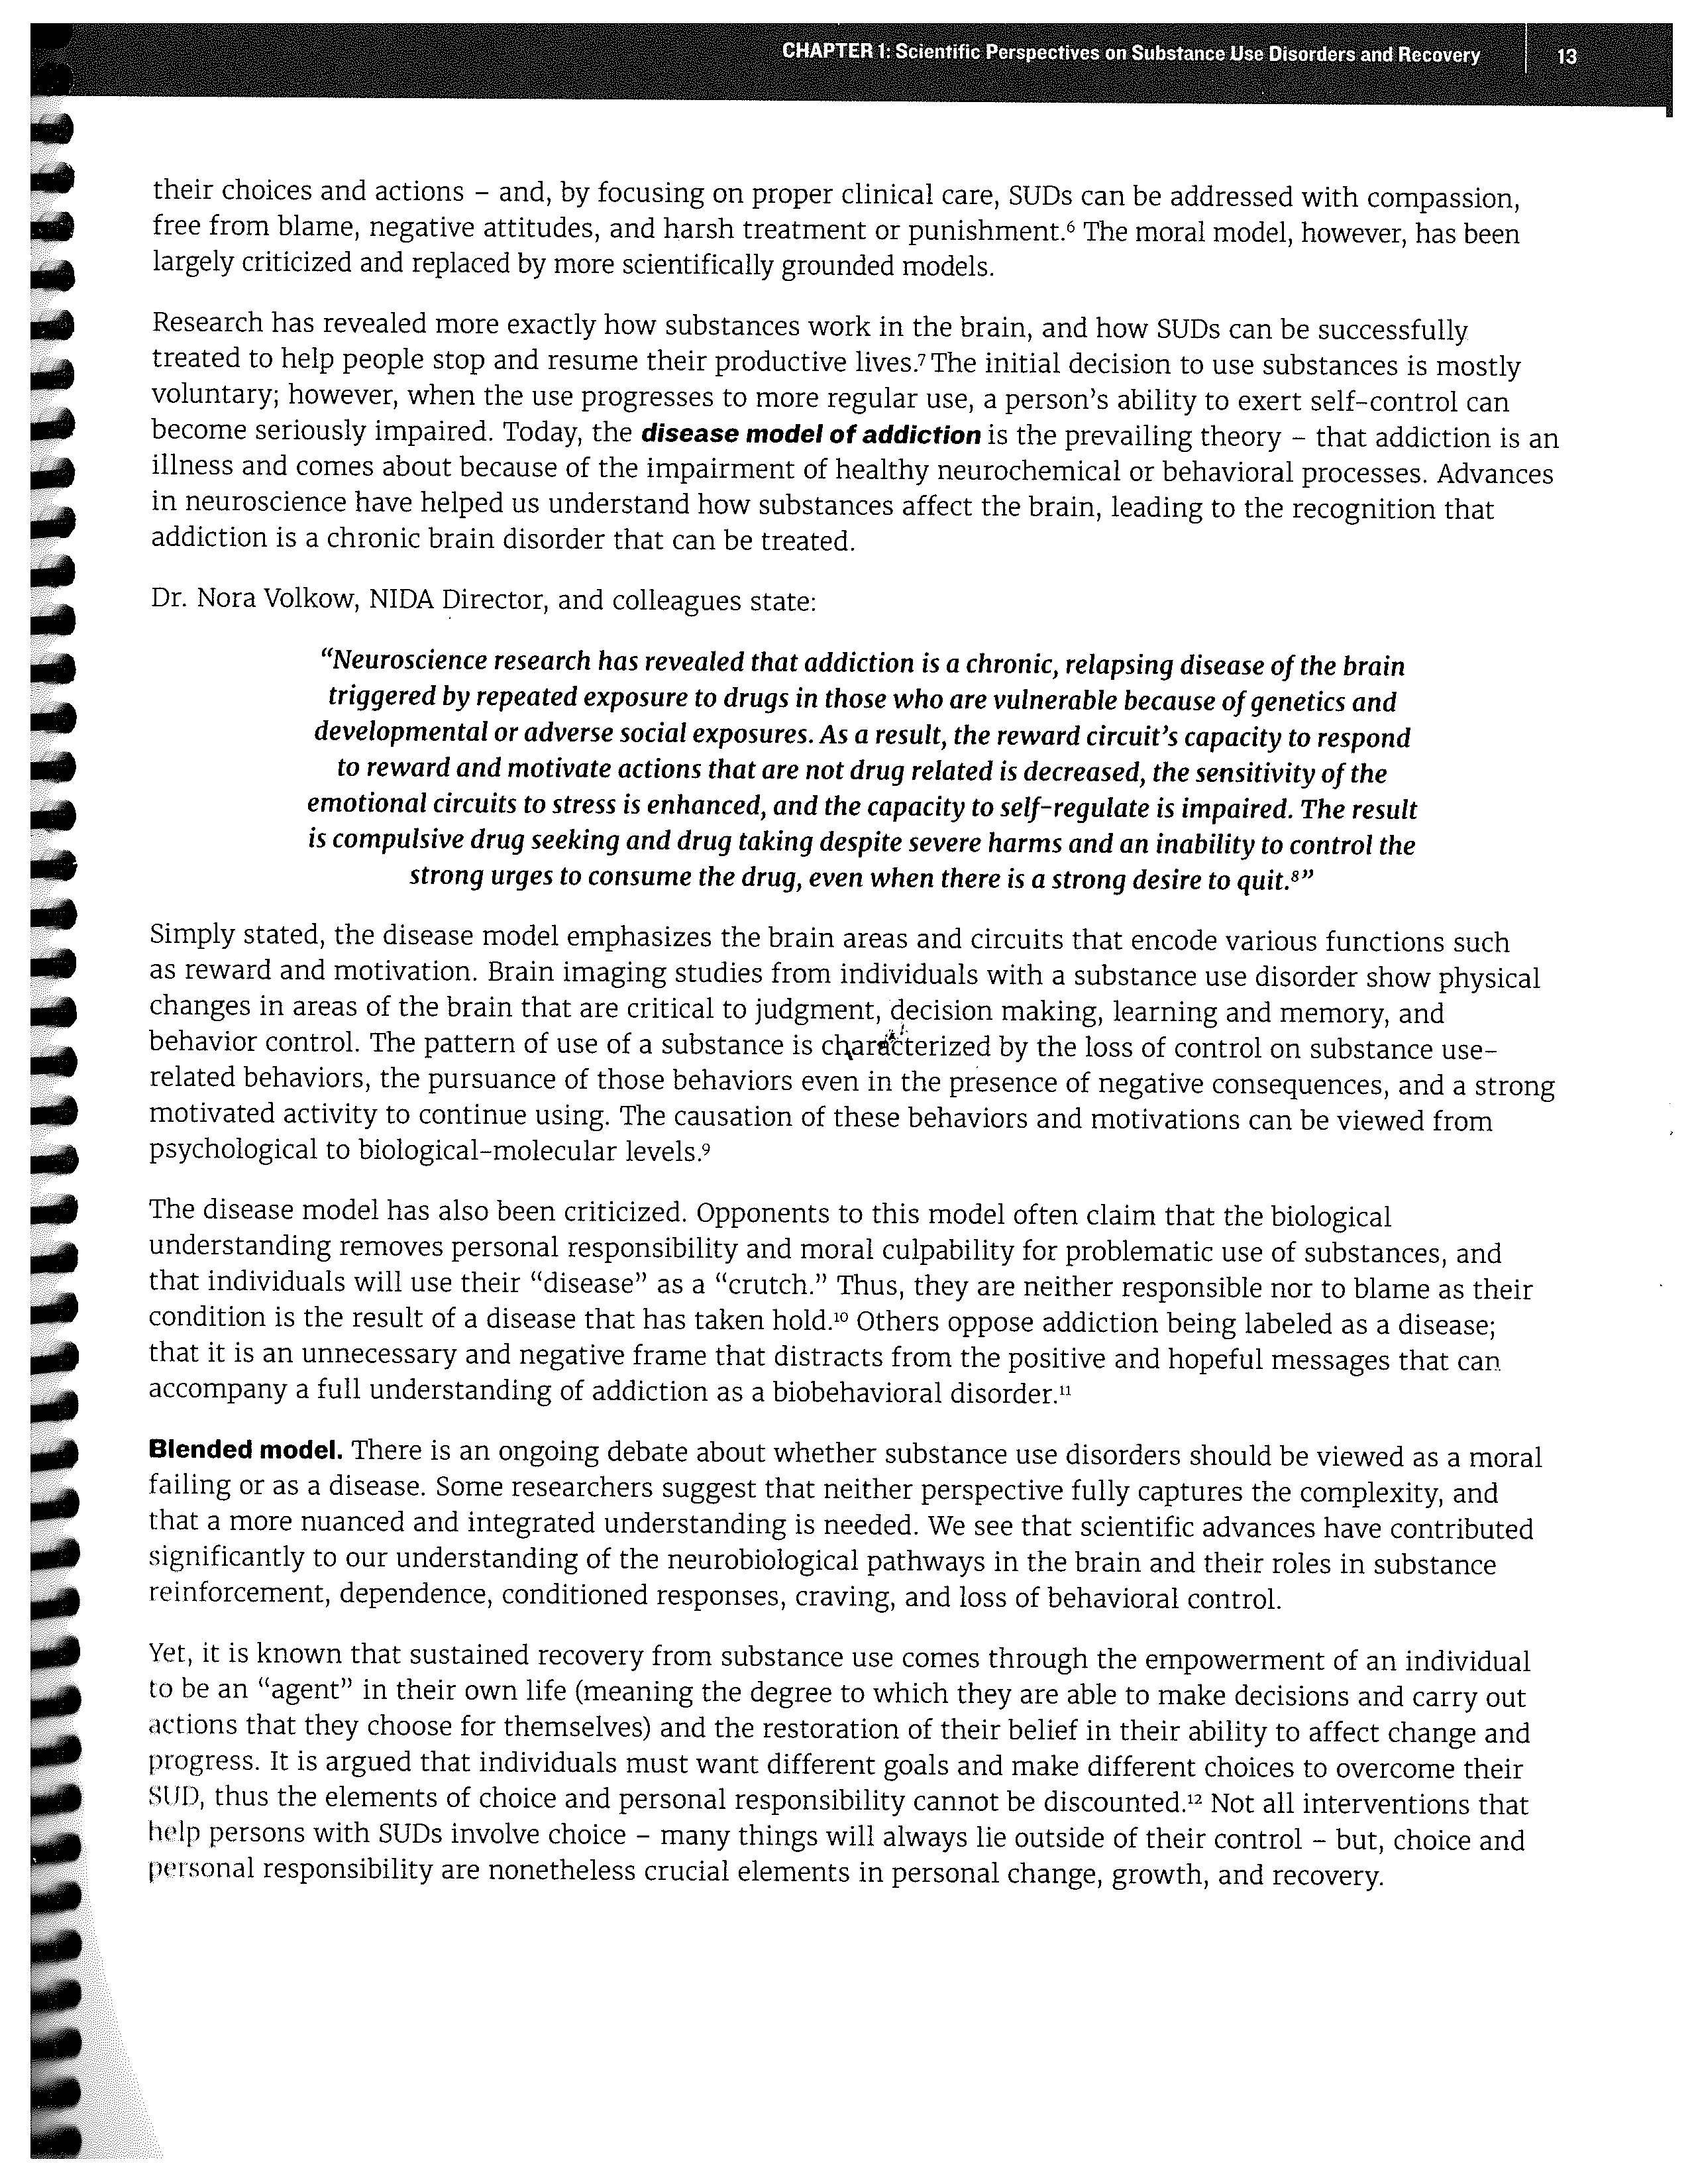 CHAPTER 1: Scientific Perspectives on Substance Use Disorders and Recovery 13
their choices and actions – and, by focusing on proper clinical care, SUDs can be addressed with compassion,
free from blame, negative attitudes, and harsh treatment or punishment.⁶ The moral model, however, has been
largely criticized and replaced by more scientifically grounded models.
Research has revealed more exactly how substances work in the brain, and how SUDs can be successfully
treated to help people stop and resume their productive lives.⁷ The initial decision to use substances is mostly
voluntary; however, when the use progresses to more regular use, a person’s ability to exert self-control can
become seriously impaired. Today, the disease model of addiction is the prevailing theory – that addiction is an
illness and comes about because of the impairment of healthy neurochemical or behavioral processes. Advances
in neuroscience have helped us understand how substances affect the brain, leading to the recognition that
addiction is a chronic brain disorder that can be treated.
Dr. Nora Volkow, NIDA Director, and colleagues state:
“Neuroscience research has revealed that addiction is a chronic, relapsing disease of the brain
triggered by repeated exposure to drugs in those who are vulnerable because of genetics and
developmental or adverse social exposures. As a result, the reward circuit’s capacity to respond
to reward and motivate actions that are not drug related is decreased, the sensitivity of the
emotional circuits to stress is enhanced, and the capacity to self-regulate is impaired. The result
is compulsive drug seeking and drug taking despite severe harms and an inability to control the
strong urges to consume the drug, even when there is a strong desire to quit.⁸”
Simply stated, the disease model emphasizes the brain areas and circuits that encode various functions such
as reward and motivation. Brain imaging studies from individuals with a substance use disorder show physical
changes in areas of the brain that are critical to judgment, decision making, learning and memory, and
behavior control. The pattern of use of a substance is characterized by the loss of control on substance use-
related behaviors, the pursuance of those behaviors even in the presence of negative consequences, and a strong
motivated activity to continue using. The causation of these behaviors and motivations can be viewed from
psychological to biological-molecular levels.⁹
The disease model has also been criticized. Opponents to this model often claim that the biological
understanding removes personal responsibility and moral culpability for problematic use of substances, and
that individuals will use their “disease” as a “crutch.” Thus, they are neither responsible nor to blame as their
condition is the result of a disease that has taken hold.¹⁰ Others oppose addiction being labeled as a disease;
that it is an unnecessary and negative frame that distracts from the positive and hopeful messages that can
accompany a full understanding of addiction as a biobehavioral disorder.¹¹
Blended model. There is an ongoing debate about whether substance use disorders should be viewed as a moral
failing or as a disease. Some researchers suggest that neither perspective fully captures the complexity, and
that a more nuanced and integrated understanding is needed. We see that scientific advances have contributed
significantly to our understanding of the neurobiological pathways in the brain and their roles in substance
reinforcement, dependence, conditioned responses, craving, and loss of behavioral control.
Yet, it is known that sustained recovery from substance use comes through the empowerment of an individual
to be an “agent” in their own life (meaning the degree to which they are able to make decisions and carry out
actions that they choose for themselves) and the restoration of their belief in their ability to affect change and
progress. It is argued that individuals must want different goals and make different choices to overcome their
SUD, thus the elements of choice and personal responsibility cannot be discounted.¹² Not all interventions that
help persons with SUDs involve choice – many things will always lie outside of their control – but, choice and
personal responsibility are nonetheless crucial elements in personal change, growth, and recovery.